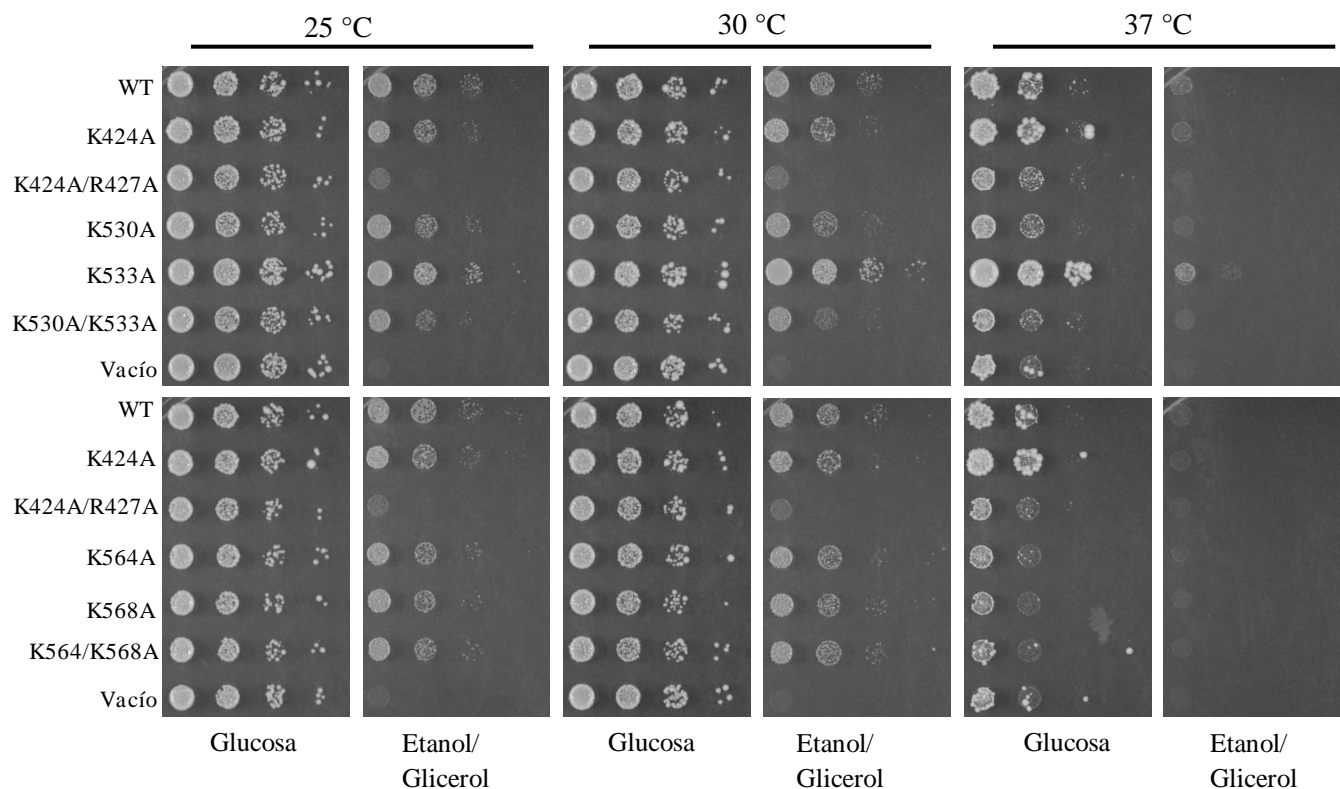 25 °C
30 °C
37 °C
WT
K424A
K424A/R427A
K530A
K533A
K530A/K533A
Vacío
WT
K424A
K424A/R427A
K564A
K568A
K564/K568A
Vacío
Glucosa
Etanol/
Glicerol
Glucosa
Etanol/
Glicerol
Glucosa
Etanol/
Glicerol